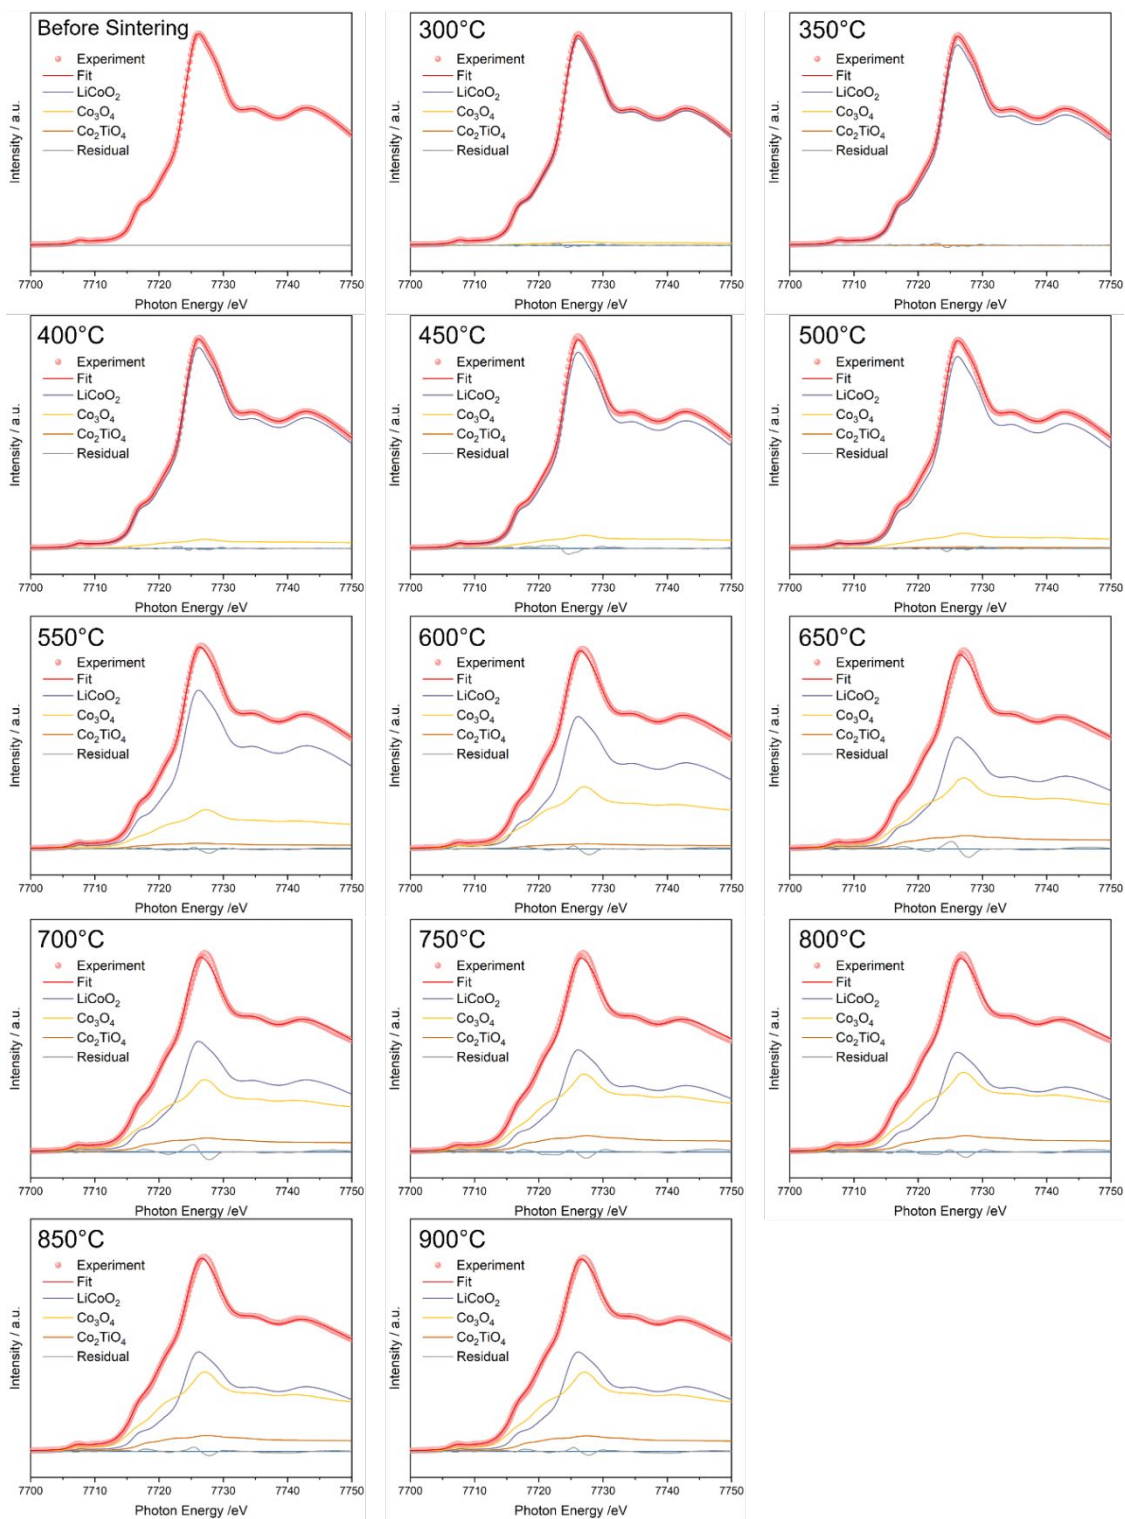 Before Sintering
Experiment
Fit
LiCoO₂
Co₃O₄
Co₂TiO₄
Residual
Intensity / a.u.
7700 7710 7720 7730 7740 7750
Photon Energy /eV
300°C
Experiment
Fit
LiCoO₂
Co₃O₄
Co₂TiO₄
Residual
Intensity / a.u.
7700 7710 7720 7730 7740 7750
Photon Energy /eV
350°C
Experiment
Fit
LiCoO₂
Co₃O₄
Co₂TiO₄
Residual
Intensity / a.u.
7700 7710 7720 7730 7740 7750
Photon Energy /eV
400°C
Experiment
Fit
LiCoO₂
Co₃O₄
Co₂TiO₄
Residual
Intensity / a.u.
7700 7710 7720 7730 7740 7750
Photon Energy /eV
450°C
Experiment
Fit
LiCoO₂
Co₃O₄
Co₂TiO₄
Residual
Intensity / a.u.
7700 7710 7720 7730 7740 7750
Photon Energy /eV
500°C
Experiment
Fit
LiCoO₂
Co₃O₄
Co₂TiO₄
Residual
Intensity / a.u.
7700 7710 7720 7730 7740 7750
Photon Energy /eV
550°C
Experiment
Fit
LiCoO₂
Co₃O₄
Co₂TiO₄
Residual
Intensity / a.u.
7700 7710 7720 7730 7740 7750
Photon Energy /eV
600°C
Experiment
Fit
LiCoO₂
Co₃O₄
Co₂TiO₄
Residual
Intensity / a.u.
7700 7710 7720 7730 7740 7750
Photon Energy /eV
650°C
Experiment
Fit
LiCoO₂
Co₃O₄
Co₂TiO₄
Residual
Intensity / a.u.
7700 7710 7720 7730 7740 7750
Photon Energy /eV
700°C
Experiment
Fit
LiCoO₂
Co₃O₄
Co₂TiO₄
Residual
Intensity / a.u.
7700 7710 7720 7730 7740 7750
Photon Energy /eV
750°C
Experiment
Fit
LiCoO₂
Co₃O₄
Co₂TiO₄
Residual
Intensity / a.u.
7700 7710 7720 7730 7740 7750
Photon Energy /eV
800°C
Experiment
Fit
LiCoO₂
Co₃O₄
Co₂TiO₄
Residual
Intensity / a.u.
7700 7710 7720 7730 7740 7750
Photon Energy /eV
850°C
Experiment
Fit
LiCoO₂
Co₃O₄
Co₂TiO₄
Residual
Intensity / a.u.
7700 7710 7720 7730 7740 7750
Photon Energy /eV
900°C
Experiment
Fit
LiCoO₂
Co₃O₄
Co₂TiO₄
Residual
Intensity / a.u.
7700 7710 7720 7730 7740 7750
Photon Energy /eV